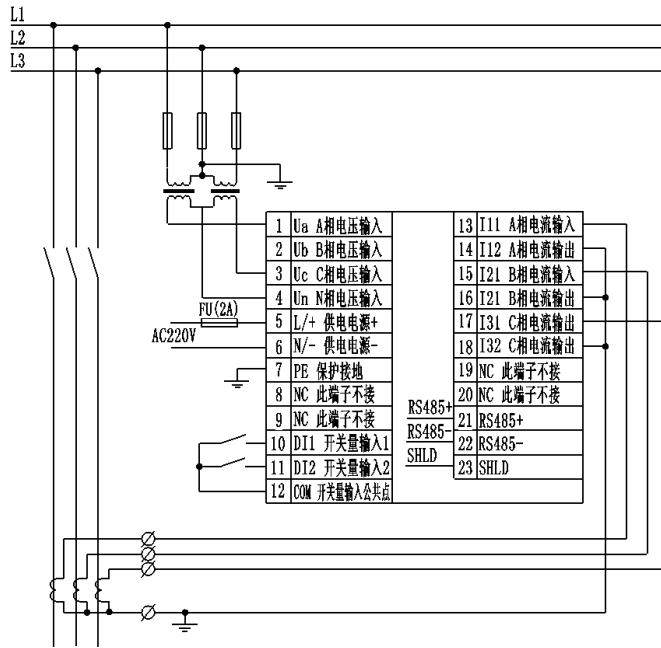 L1
L2
L3
1 Ua A相电压输入
2 Ub B相电压输入
3 Uc C相电压输入
4 Un N相电压输入
FU(2A)
5 L/+ 供电电源+
AC220V
6 N/- 供电电源-
7 PE 保护接地
8 NC 此端子不接
9 NC 此端子不接
10 DI1 开关量输入1
11 DI2 开关量输入2
12 COM 开关量输入公共点
13 I11 A相电流输入
14 I12 A相电流输出
15 I21 B相电流输入
16 I21 B相电流输出
17 I31 C相电流输入
18 I32 C相电流输出
19 NC 此端子不接
20 NC 此端子不接
RS485+
21 RS485+
RS485-
22 RS485-
SHLD
23 SHLD